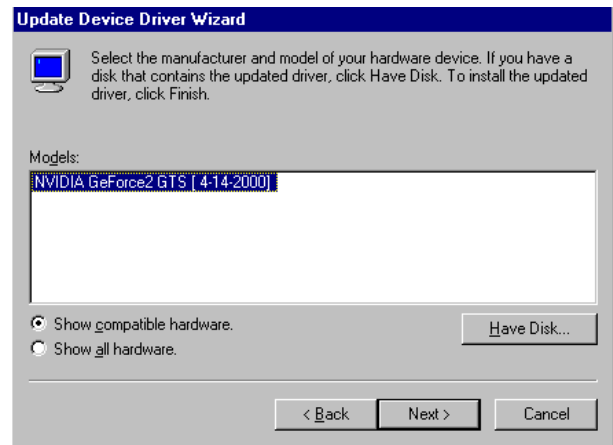 Update Device Driver Wizard
Select the manufacturer and model of your hardware device. If you have a
disk that contains the updated driver, click Have Disk. To install the updated
driver, click Finish.
Models:
NVIDIA GeForce2 GTS [ 4-14-2000]
Show compatible hardware.
Show all hardware.
Have Disk...
< Back
Next >
Cancel